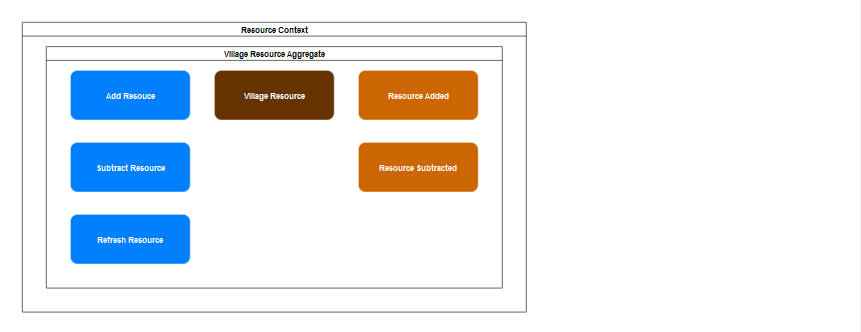 Resource Context
Village Resource Aggregate
Add Resouce
Village Resource
Resource Added
Subtract Resource
Resource Subtracted
Refresh Resource